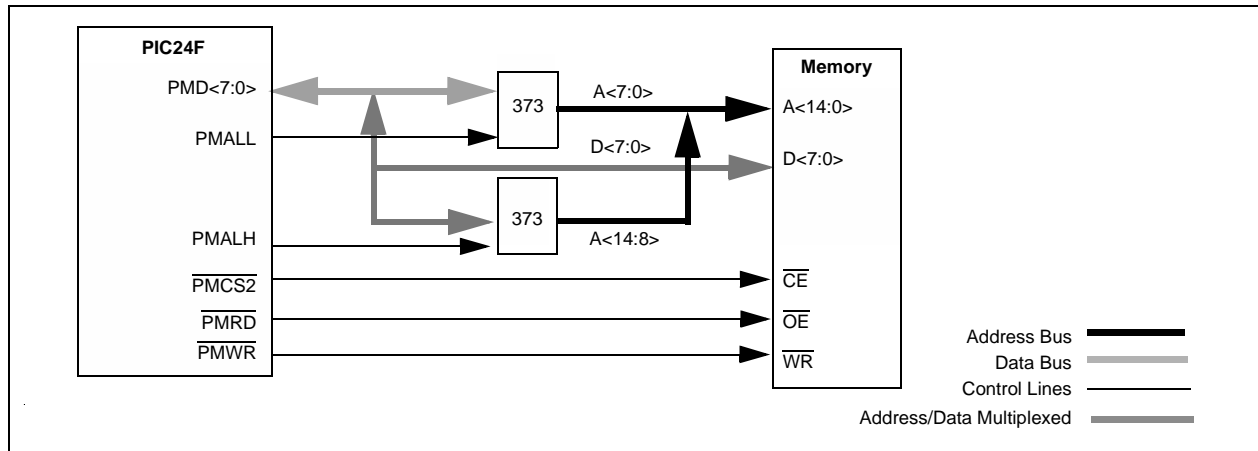 PIC24F
PMD<7:0>
PMALL
PMALH
PMCS2
PMRD
PMWR
373
373
A<7:0>
D<7:0>
A<14:8>
Memory
A<14:0>
D<7:0>
CE
OE
WR
Address Bus
Data Bus
Control Lines
Address/Data Multiplexed